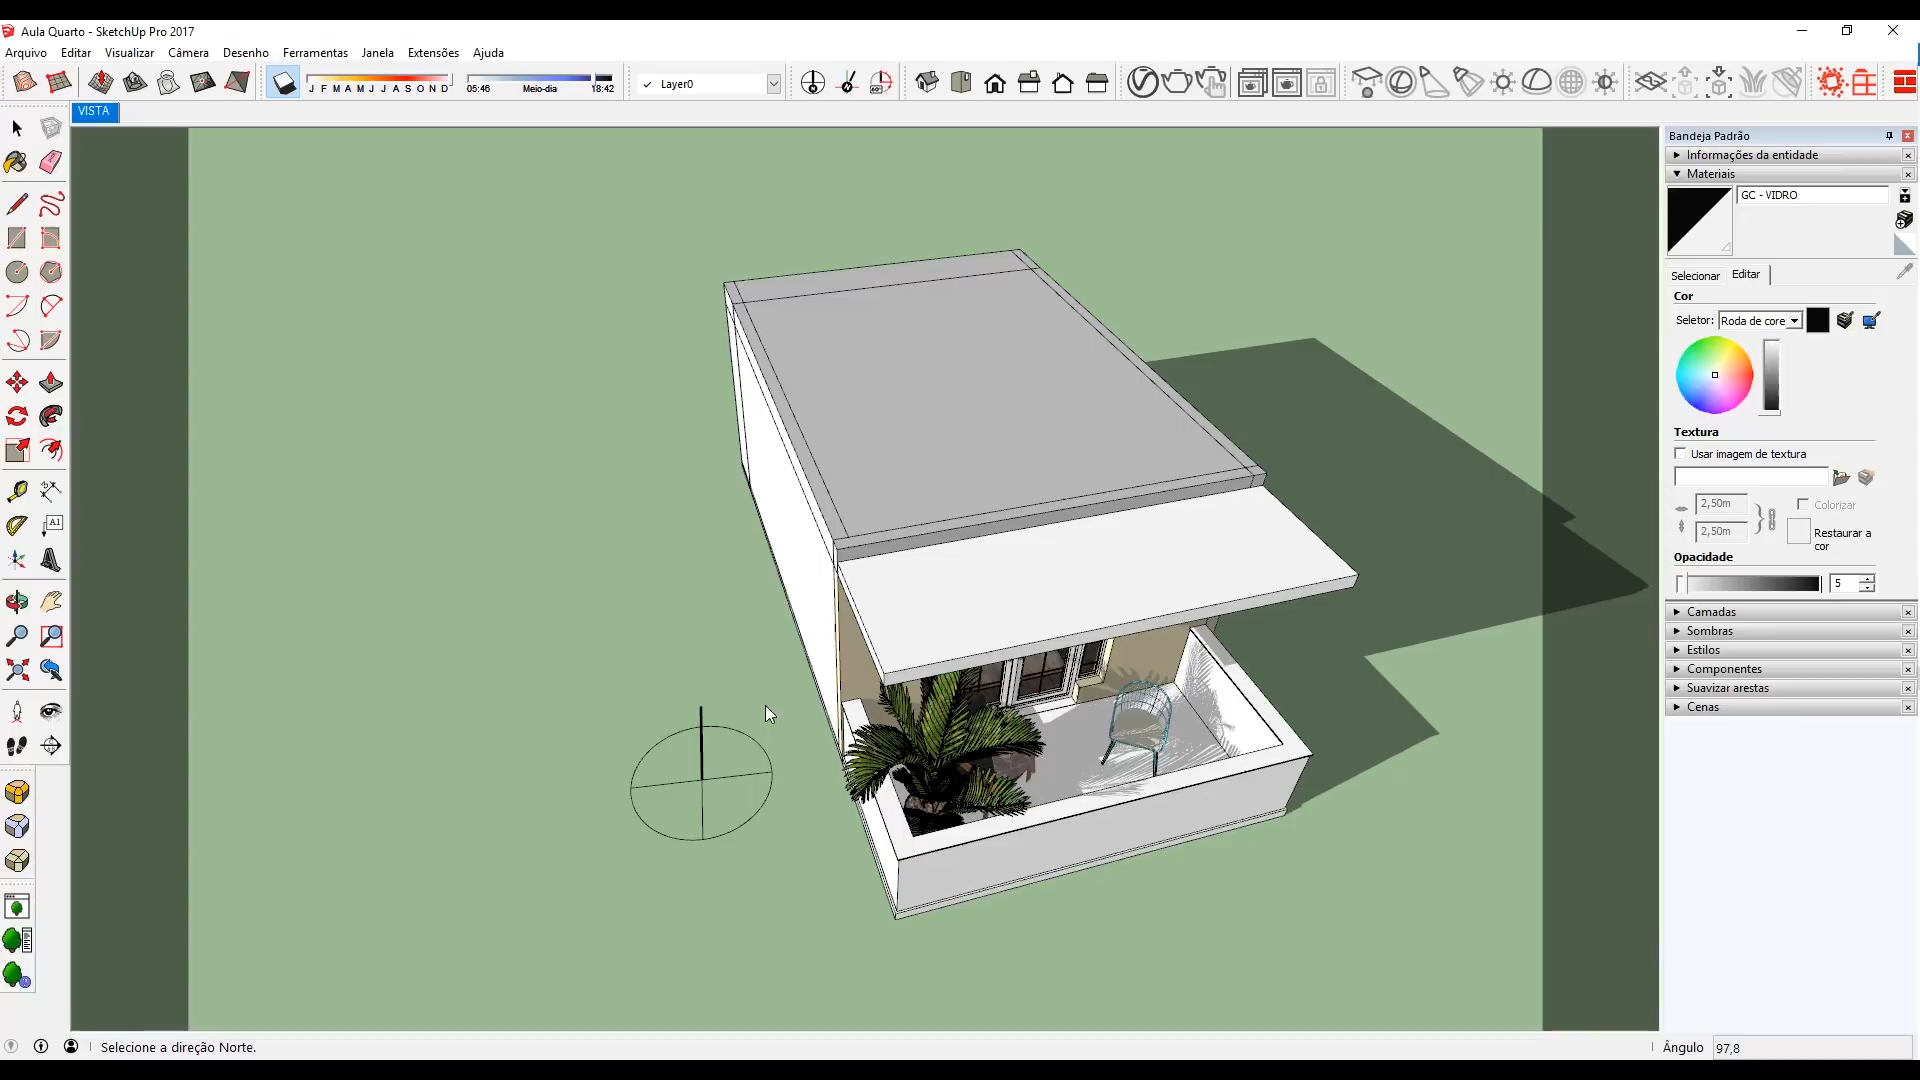 Aula Quarto - SketchUp Pro 2017
Arquivo Editar Visualizar Câmera Desenho Ferramentas Janela Extensões Ajuda
J F M A M J J A S O N D 05:46 Meio-dia 18:42 Layer0
VISTA
Bandeja Padrão
Informações da entidade
Materiais
GC - VIDRO
Selecionar Editar
Cor
Seletor: Roda de core
Textura
Usar imagem de textura
2,50m Colorizar
2,50m Restaurar a cor
Opacidade
5
Camadas
Sombras
Estilos
Componentes
Suavizar arestas
Cenas
A1
Selecione a direção Norte. Ângulo 97,8